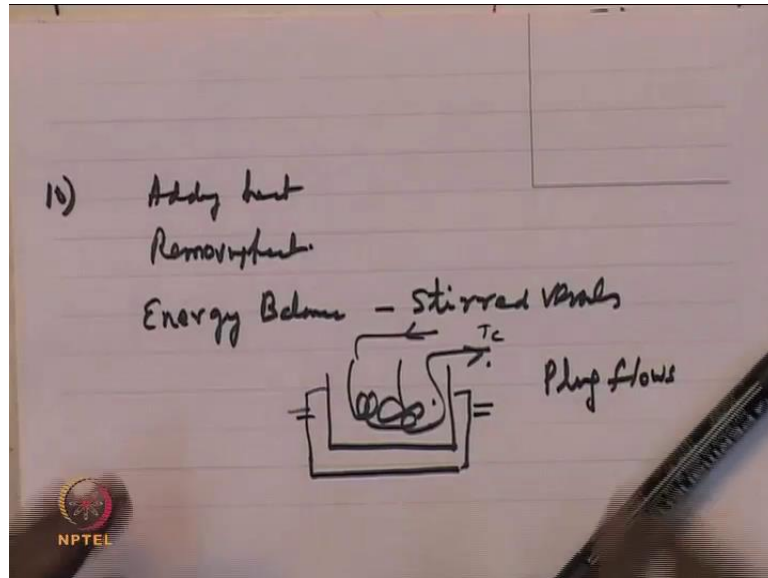 10) Adding heat
Removing heat.
Energy Balance - Stirred Vessels
Tc
Plug flows
NPTEL